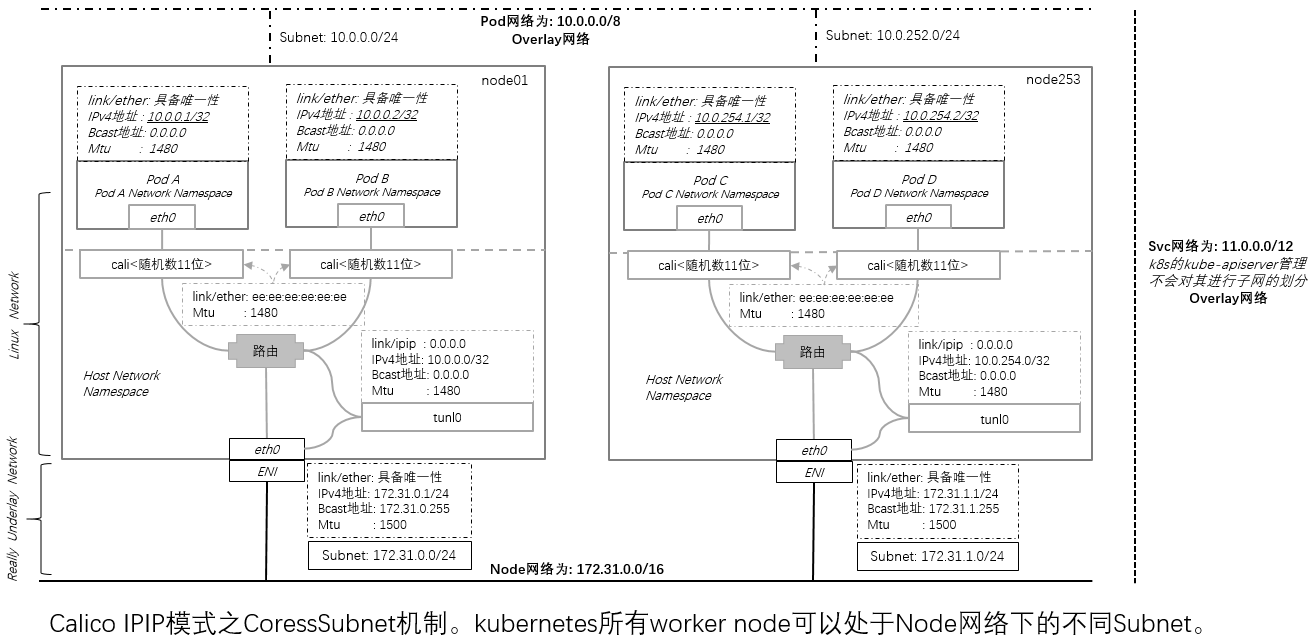 Pod网络为: 10.0.0.0/8
Overlay网络
Subnet: 10.0.0.0/24
Subnet: 10.0.252.0/24
node01
link/ether: 具备唯一性
IPv4地址 : 10.0.0.1/32
Bcast地址: 0.0.0.0
Mtu : 1480
Pod A
Pod A Network Namespace
eth0
link/ether: 具备唯一性
IPv4地址 : 10.0.0.2/32
Bcast地址: 0.0.0.0
Mtu : 1480
Pod B
Pod B Network Namespace
eth0
cali<随机数11位>
cali<随机数11位>
link/ether: ee:ee:ee:ee:ee:ee
Mtu : 1480
路由
Host Network
Namespace
link/ipip : 0.0.0.0
IPv4地址: 10.0.0.0/32
Bcast地址: 0.0.0.0
Mtu : 1480
tunl0
eth0
ENI
link/ether: 具备唯一性
IPv4地址: 172.31.0.1/24
Bcast地址: 172.31.0.255
Mtu : 1500
Subnet: 172.31.0.0/24
node253
link/ether: 具备唯一性
IPv4地址 : 10.0.254.1/32
Bcast地址: 0.0.0.0
Mtu : 1480
Pod C
Pod C Network Namespace
eth0
link/ether: 具备唯一性
IPv4地址 : 10.0.254.2/32
Bcast地址: 0.0.0.0
Mtu : 1480
Pod D
Pod D Network Namespace
eth0
cali<随机数11位>
cali<随机数11位>
link/ether: ee:ee:ee:ee:ee:ee
Mtu : 1480
路由
Host Network
Namespace
link/ipip : 0.0.0.0
IPv4地址: 10.0.254.0/32
Bcast地址: 0.0.0.0
Mtu : 1480
tunl0
eth0
ENI
link/ether: 具备唯一性
IPv4地址: 172.31.1.1/24
Bcast地址: 172.31.1.255
Mtu : 1500
Subnet: 172.31.1.0/24
Node网络为: 172.31.0.0/16
Linux Network
Really Underlay Network
Svc网络为: 11.0.0.0/12
k8s的kube-apiserver管理
不会对其进行子网的划分
Overlay网络
Calico IPIP模式之CoressSubnet机制。kubernetes所有worker node可以处于Node网络下的不同Subnet。